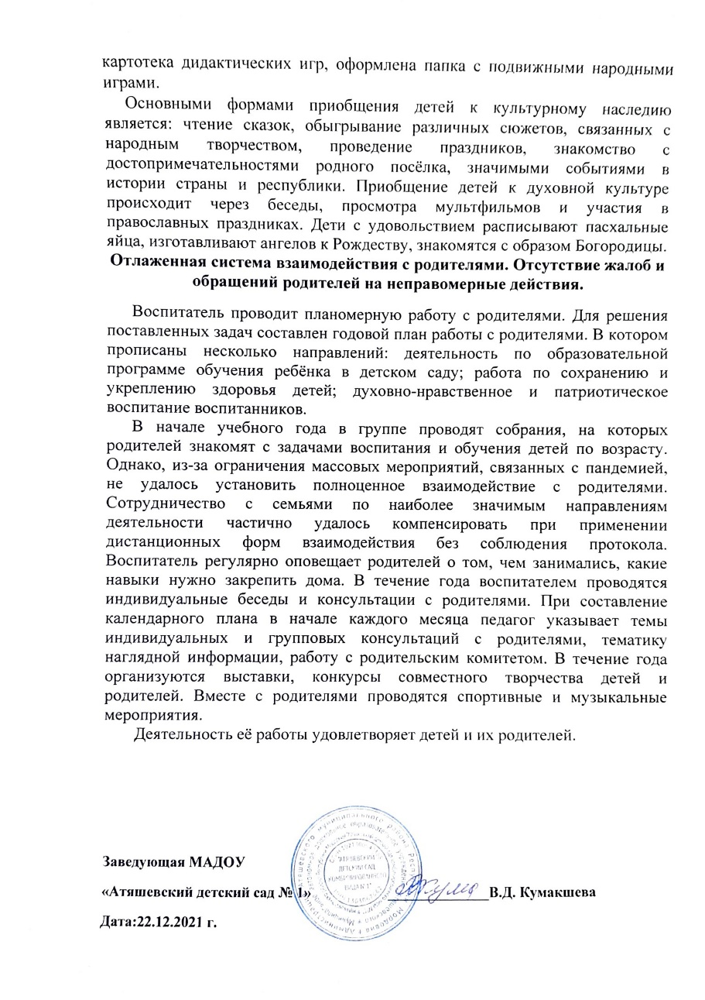 картотека дидактических игр, оформлена папка с подвижными народными
играми.
Основными формами приобщения детей к культурному наследию
является: чтение сказок, обыгрывание различных сюжетов, связанных с
народным творчеством, проведение праздников, знакомство с
достопримечательностями родного посёлка, значимыми событиями в
истории страны и республики. Приобщение детей к духовной культуре
происходит через беседы, просмотра мультфильмов и участия в
православных праздниках. Дети с удовольствием расписывают пасхальные
яйца, изготавливают ангелов к Рождеству, знакомятся с образом Богородицы.
Отлаженная система взаимодействия с родителями. Отсутствие жалоб и
обращений родителей на неправомерные действия.
Воспитатель проводит планомерную работу с родителями. Для решения
поставленных задач составлен годовой план работы с родителями. В котором
прописаны несколько направлений: деятельность по образовательной
программе обучения ребёнка в детском саду; работа по сохранению и
укреплению здоровья детей; духовно-нравственное и патриотическое
воспитание воспитанников.
В начале учебного года в группе проводят собрания, на которых
родителей знакомят с задачами воспитания и обучения детей по возрасту.
Однако, из-за ограничения массовых мероприятий, связанных с пандемией,
не удалось установить полноценное взаимодействие с родителями.
Сотрудничество с семьями по наиболее значимым направлениям
деятельности частично удалось компенсировать при применении
дистанционных форм взаимодействия без соблюдения протокола.
Воспитатель регулярно оповещает родителей о том, чем занимались, какие
навыки нужно закрепить дома. В течение года воспитателем проводятся
индивидуальные беседы и консультации с родителями. При составление
календарного плана в начале каждого месяца педагог указывает темы
индивидуальных и групповых консультаций с родителями, тематику
наглядной информации, работу с родительским комитетом. В течение года
организуются выставки, конкурсы совместного творчества детей и
родителей. Вместе с родителями проводятся спортивные и музыкальные
мероприятия.
Деятельность её работы удовлетворяет детей и их родителей.
Заведующая МАДОУ
«Атяшевский детский сад № 1» В.Д. Кумакшева
Дата:22.12.2021 г.
"АТЯШЕВСКИЙ
ДЕТСКИЙ САД
КОМБИНИРОВАННОГО
ВИДА № 1"